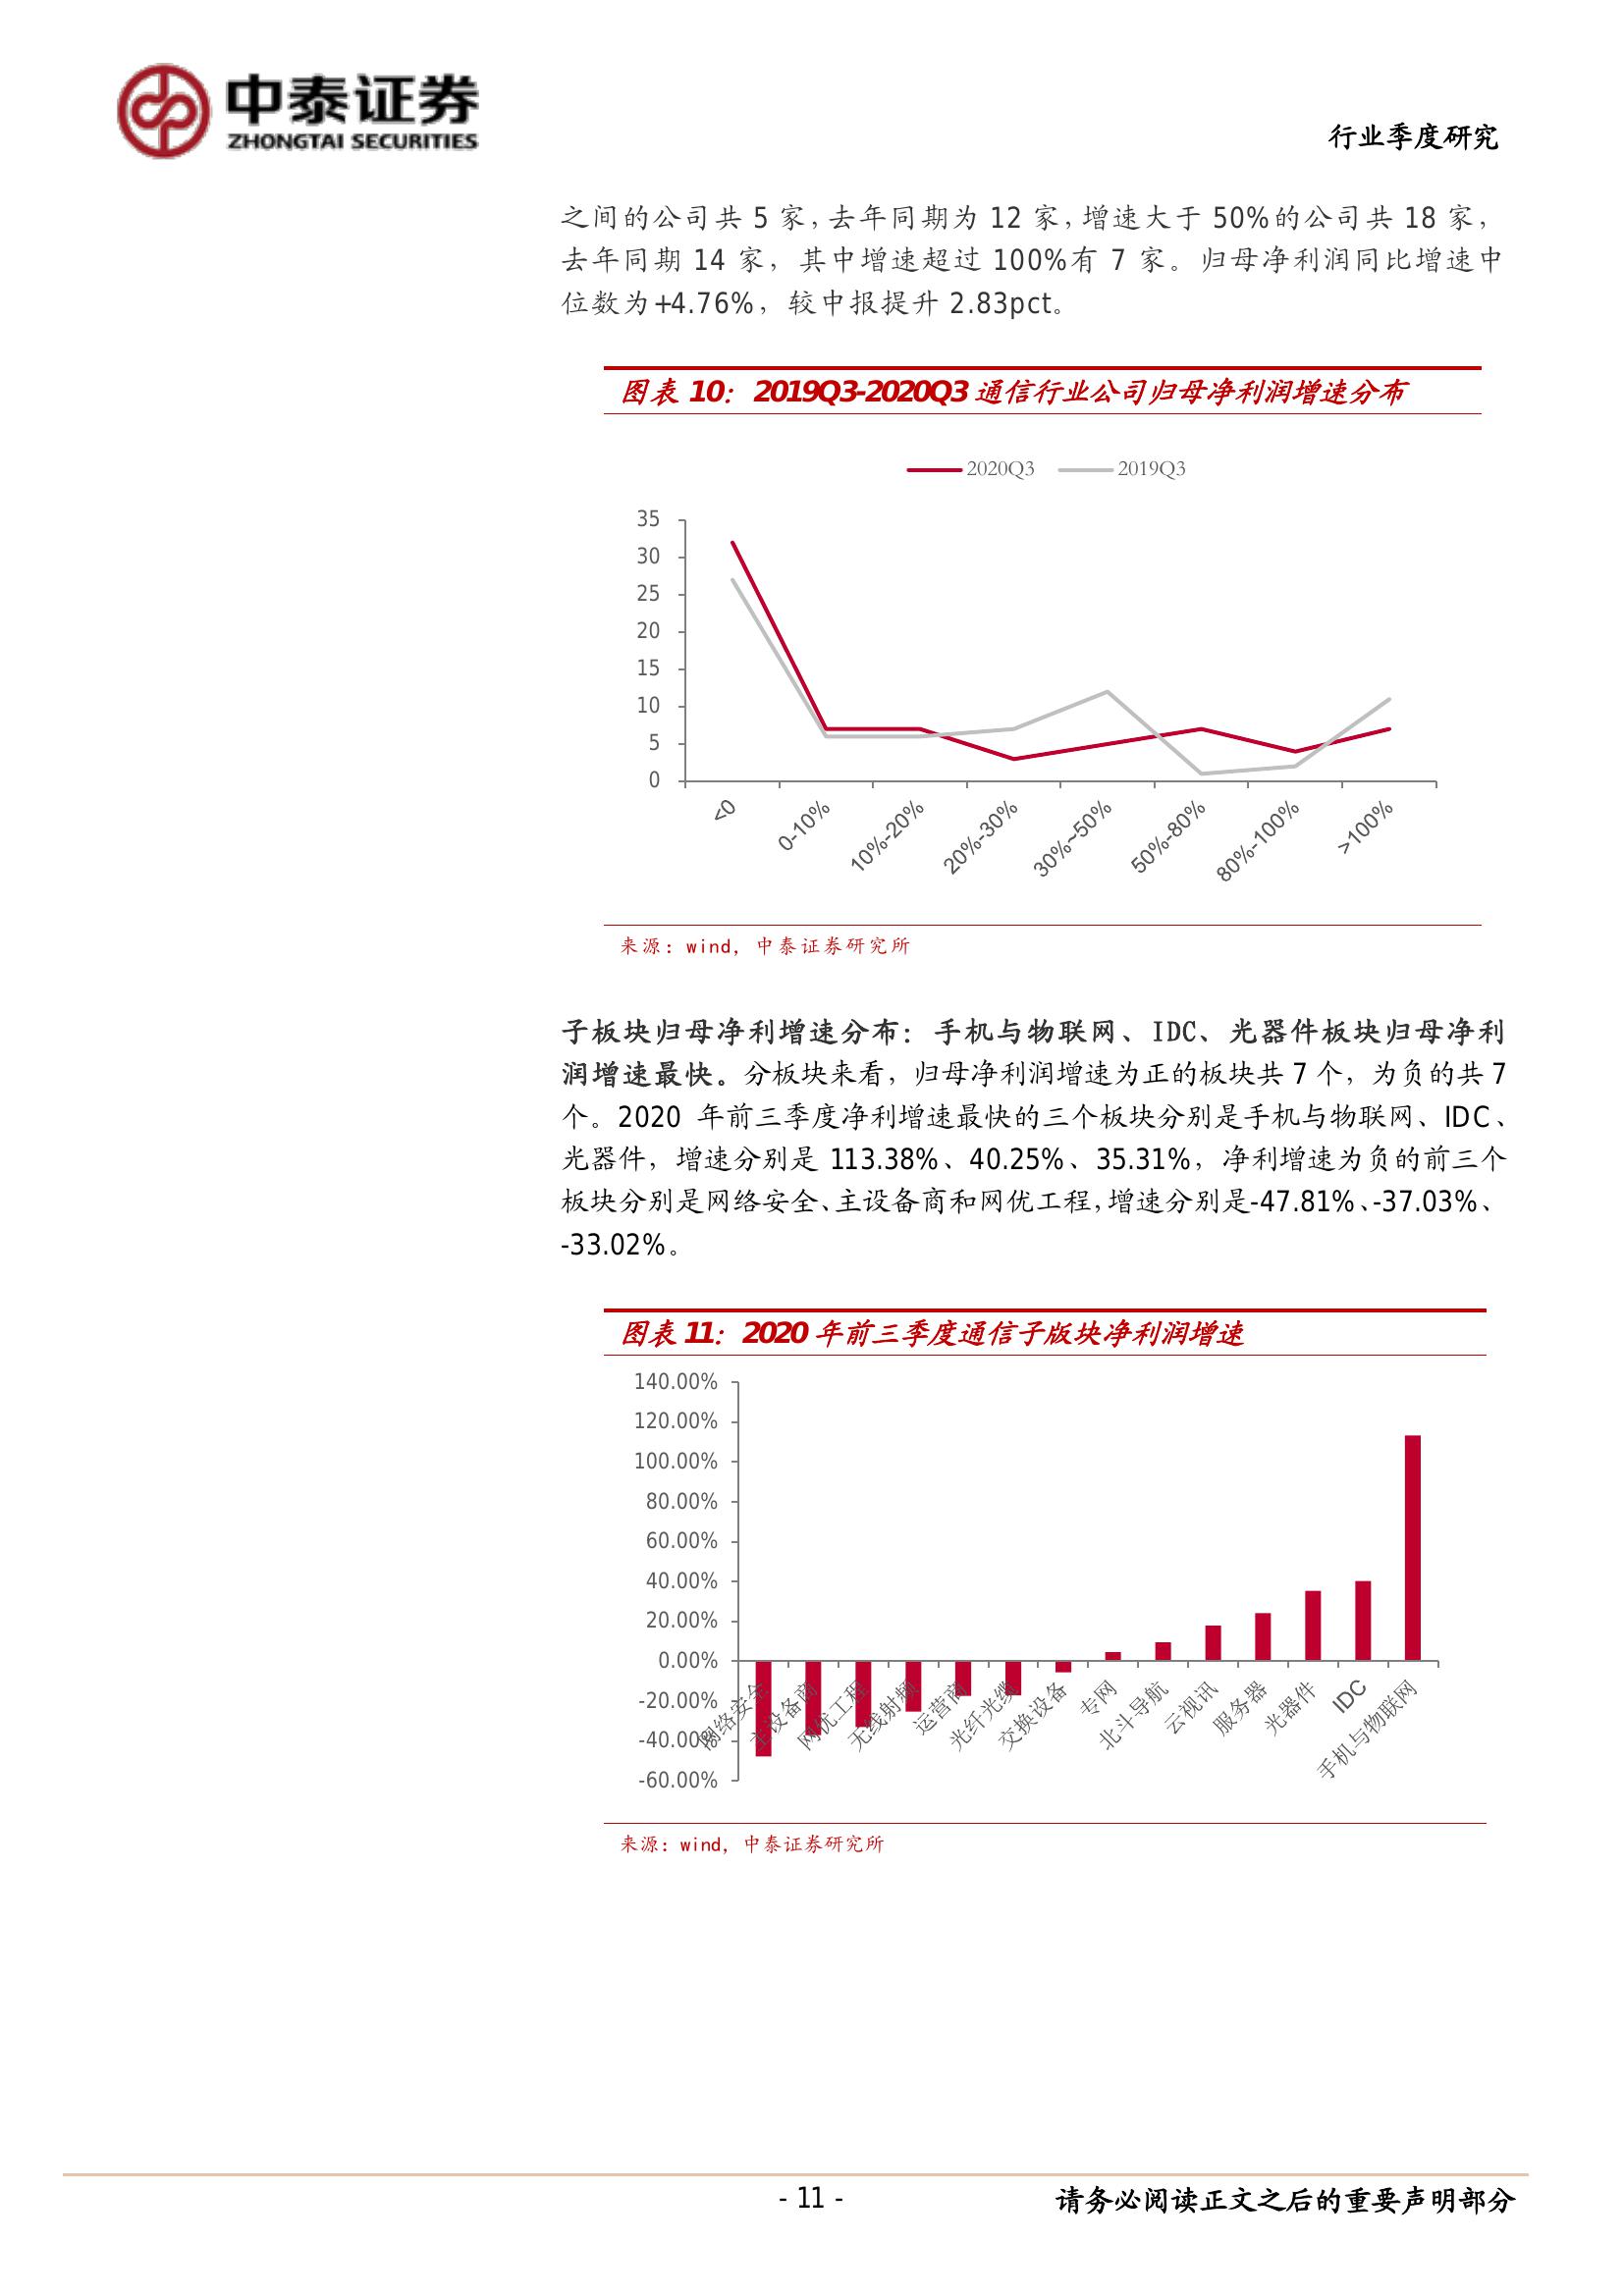 中泰证券
ZHONGTAI SECURITIES
行业季度研究
之间的公司共 5 家，去年同期为 12 家，增速大于 50%的公司共 18 家，
去年同期 14 家，其中增速超过 100%有 7 家。归母净利润同比增速中
位数为+4.76%，较中报提升 2.83pct。
图表 10：2019Q3-2020Q3 通信行业公司归母净利润增速分布
2020Q3 2019Q3
35
30
25
20
15
10
5
0
<0
0-10%
10%-20%
20%-30%
30%~50%
50%-80%
80%-100%
>100%
来源：wind，中泰证券研究所
子板块归母净利增速分布：手机与物联网、IDC、光器件板块归母净利
润增速最快。分板块来看，归母净利润增速为正的板块共 7 个，为负的共 7
个。2020 年前三季度净利增速最快的三个板块分别是手机与物联网、IDC、
光器件，增速分别是 113.38%、40.25%、35.31%，净利增速为负的前三个
板块分别是网络安全、主设备商和网优工程，增速分别是-47.81%、-37.03%、
-33.02%。
图表 11：2020 年前三季度通信子版块净利润增速
140.00%
120.00%
100.00%
80.00%
60.00%
40.00%
20.00%
0.00%
-20.00%
-40.00%
-60.00%
网络安全
主设备商
网优工程
无线射频
运营商
光纤光缆
交换设备
专网
北斗导航
云视讯
服务器
光器件
IDC
手机与物联网
来源：wind，中泰证券研究所
- 11 -
请务必阅读正文之后的重要声明部分